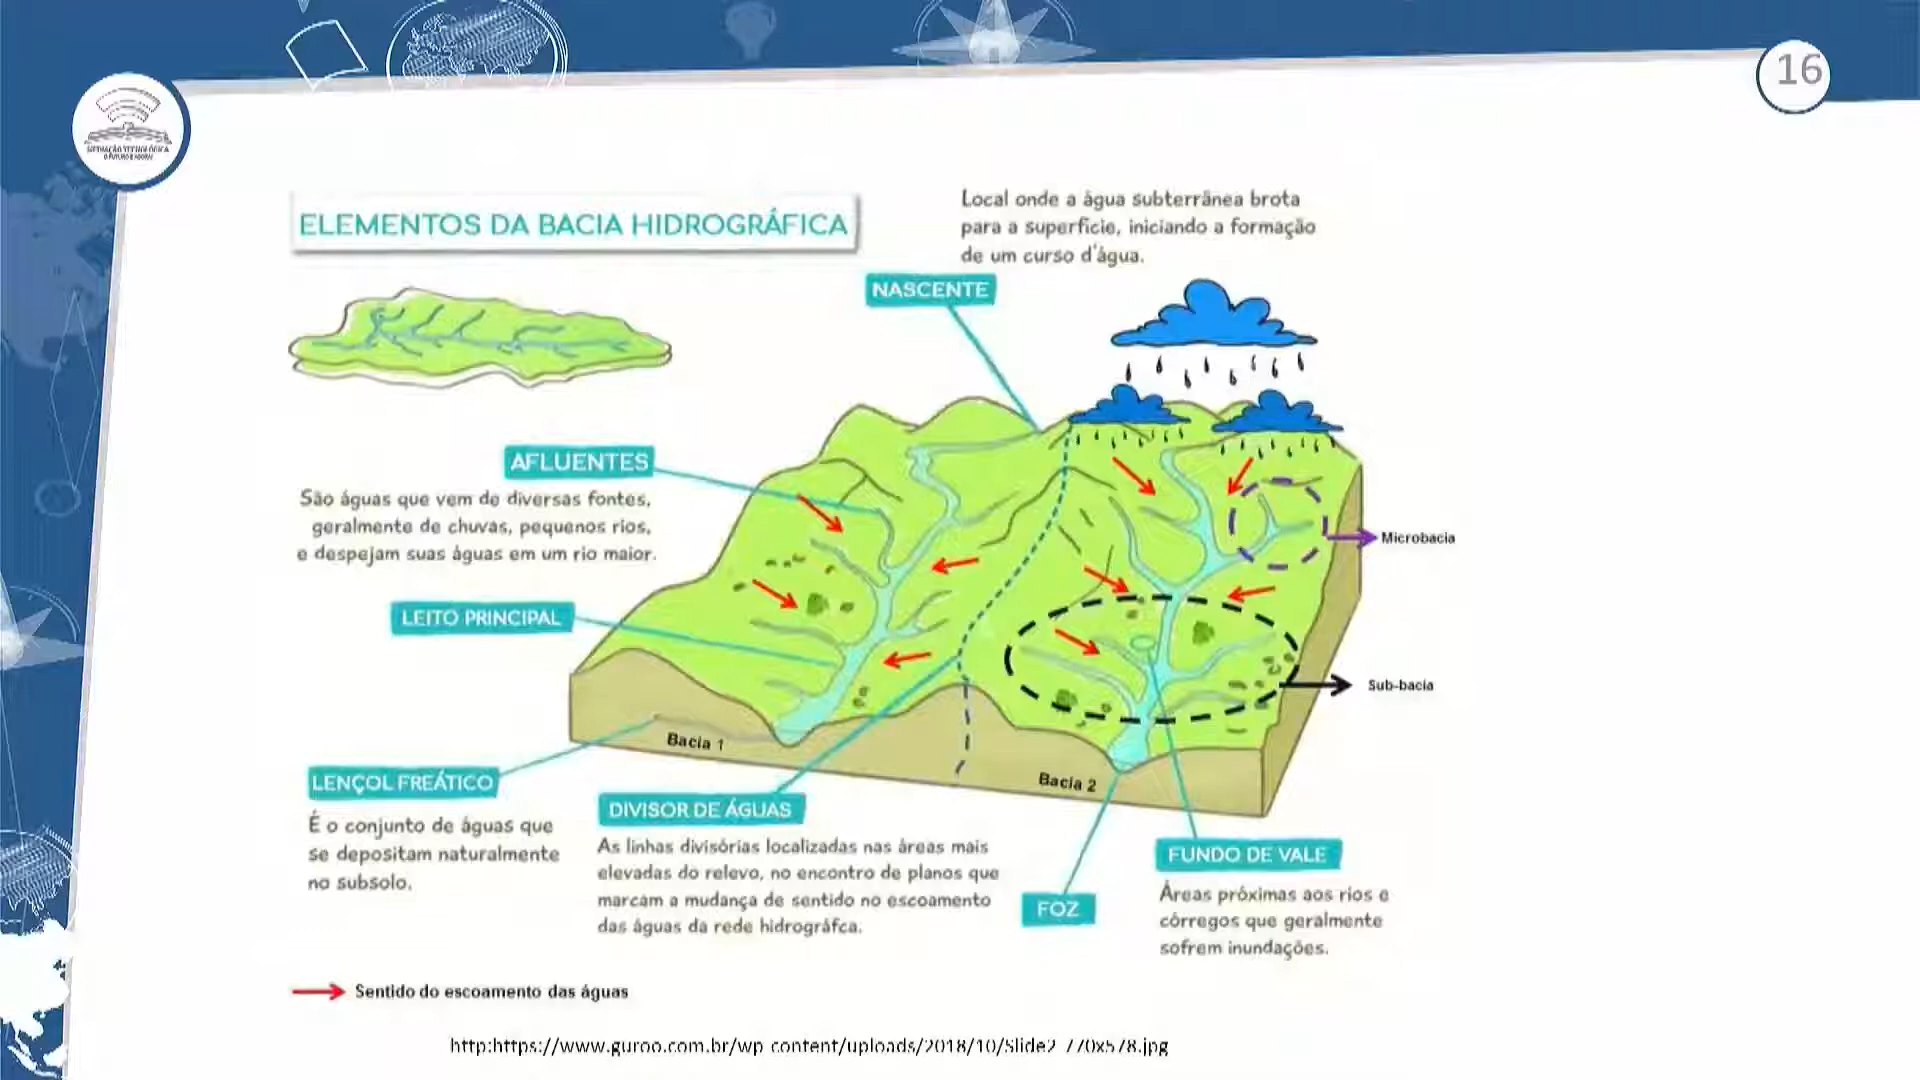 16
MEDIAÇÃO TECNOLÓGICA
O FUTURO É AGORA!
ELEMENTOS DA BACIA HIDROGRÁFICA
Local onde a água subterrânea brota
para a superfície, iniciando a formação
de um curso d'água.
NASCENTE
AFLUENTES
São águas que vem de diversas fontes,
geralmente de chuvas, pequenos rios,
e despejam suas águas em um rio maior.
Microbacia
LEITO PRINCIPAL
Sub-bacia
Bacia 1
Bacia 2
LENÇOL FREÁTICO
É o conjunto de águas que
se depositam naturalmente
no subsolo.
DIVISOR DE ÁGUAS
As linhas divisórias localizadas nas áreas mais
elevadas do relevo, no encontro de planos que
marcam a mudança de sentido no escoamento
das águas da rede hidrográfca.
FOZ
FUNDO DE VALE
Áreas próximas aos rios e
córregos que geralmente
sofrem inundações.
Sentido do escoamento das águas
http:https://www.guroo.com.br/wp-content/uploads/2018/10/Slide2-770x578.jpg